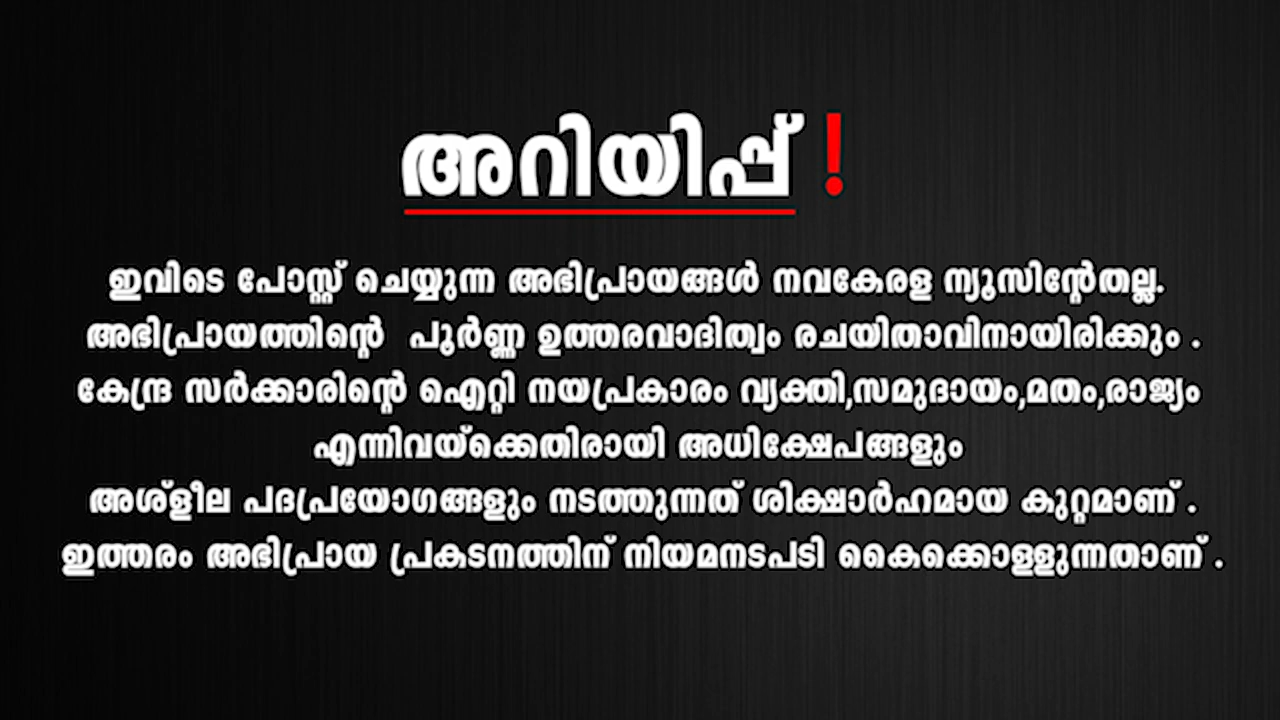 അറിയിപ്പ് !
ഇവിടെ പോസ്റ്റ് ചെയ്യുന്ന അഭിപ്രായങ്ങൾ നവകേരള ന്യുസിന്റേതല്ല.
അഭിപ്രായത്തിന്റെ പൂർണ്ണ ഉത്തരവാദിത്വം രചയിതാവിനായിരിക്കും .
കേന്ദ്ര സർക്കാരിന്റെ ഐറ്റി നയപ്രകാരം വ്യക്തി,സമുദായം,മതം,രാജ്യം
എന്നിവയ്ക്കെതിരായി അധിക്ഷേപങ്ങളും
അശ്ളീല പദപ്രയോഗങ്ങളും നടത്തുന്നത് ശിക്ഷാർഹമായ കുറ്റമാണ് .
ഇത്തരം അഭിപ്രായ പ്രകടനത്തിന് നിയമനടപടി കൈക്കൊള്ളുന്നതാണ് .